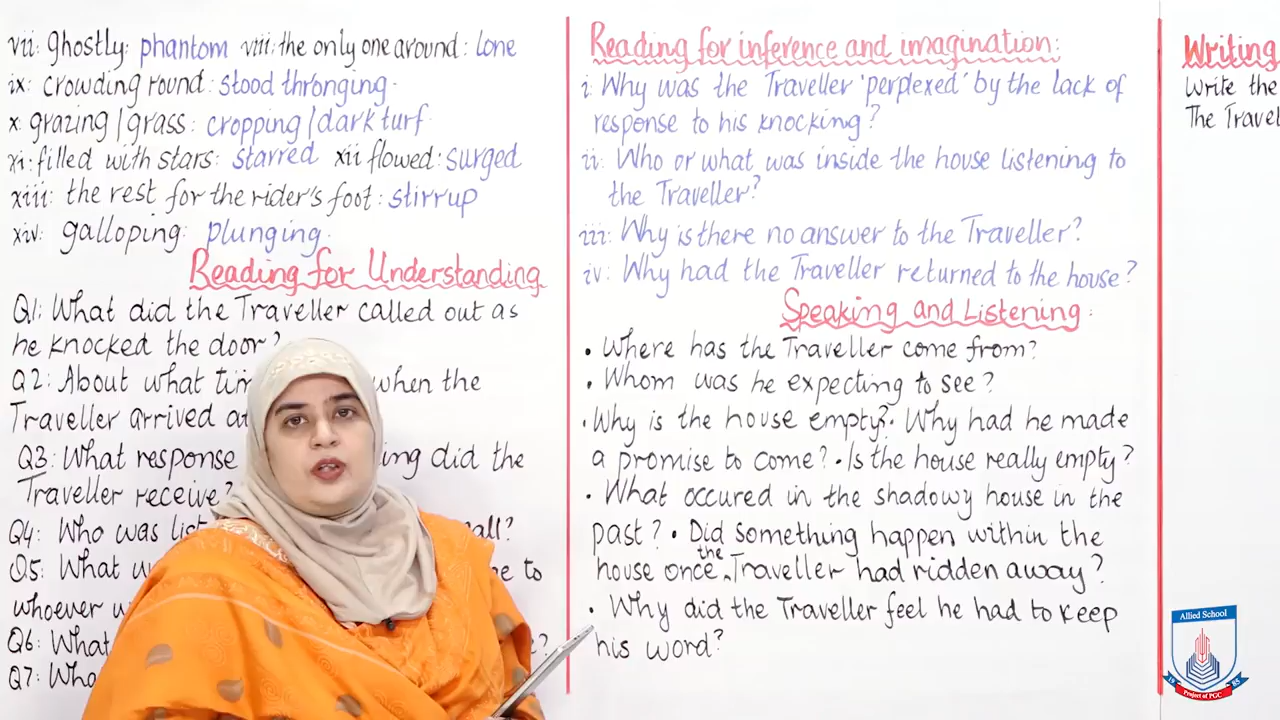 vii: ghostly: phantom viii: the only one around: lone
ix: crowding round: stood thronging.
x: grazing/grass: cropping/dark turf.
xi: filled with stars: starred xii flowed: surged
xiii: the rest for the rider's foot: stirrup
xiv: galloping: plunging.
Reading for Understanding
Q1: What did the Traveller called out as
he knocked the door?
Q2: About what when the
Traveller arrived
Q3: What response did the
Traveller receive?
Q4: Who was
Q5: What to
whoever
Q6: What
Q7:
Reading for inference and imagination:
i: Why was the Traveller 'perplexed' by the lack of
response to his knocking?
ii: Who or what was inside the house listening to
the Traveller?
iii: Why is there no answer to the Traveller?
iv: Why had the Traveller returned to the house?
Speaking and Listening:
• Where has the Traveller come from?
• Whom was he expecting to see?
• Why is the house empty? • Why had he made
a promise to come? • Is the house really empty?
• What occured in the shadowy house in the
past? • Did something happen within the
house once the Traveller had ridden away?
• Why did the Traveller feel he had to keep
his word?
Writing
Write the
The Travel
Allied School
19 85
Project of PGC